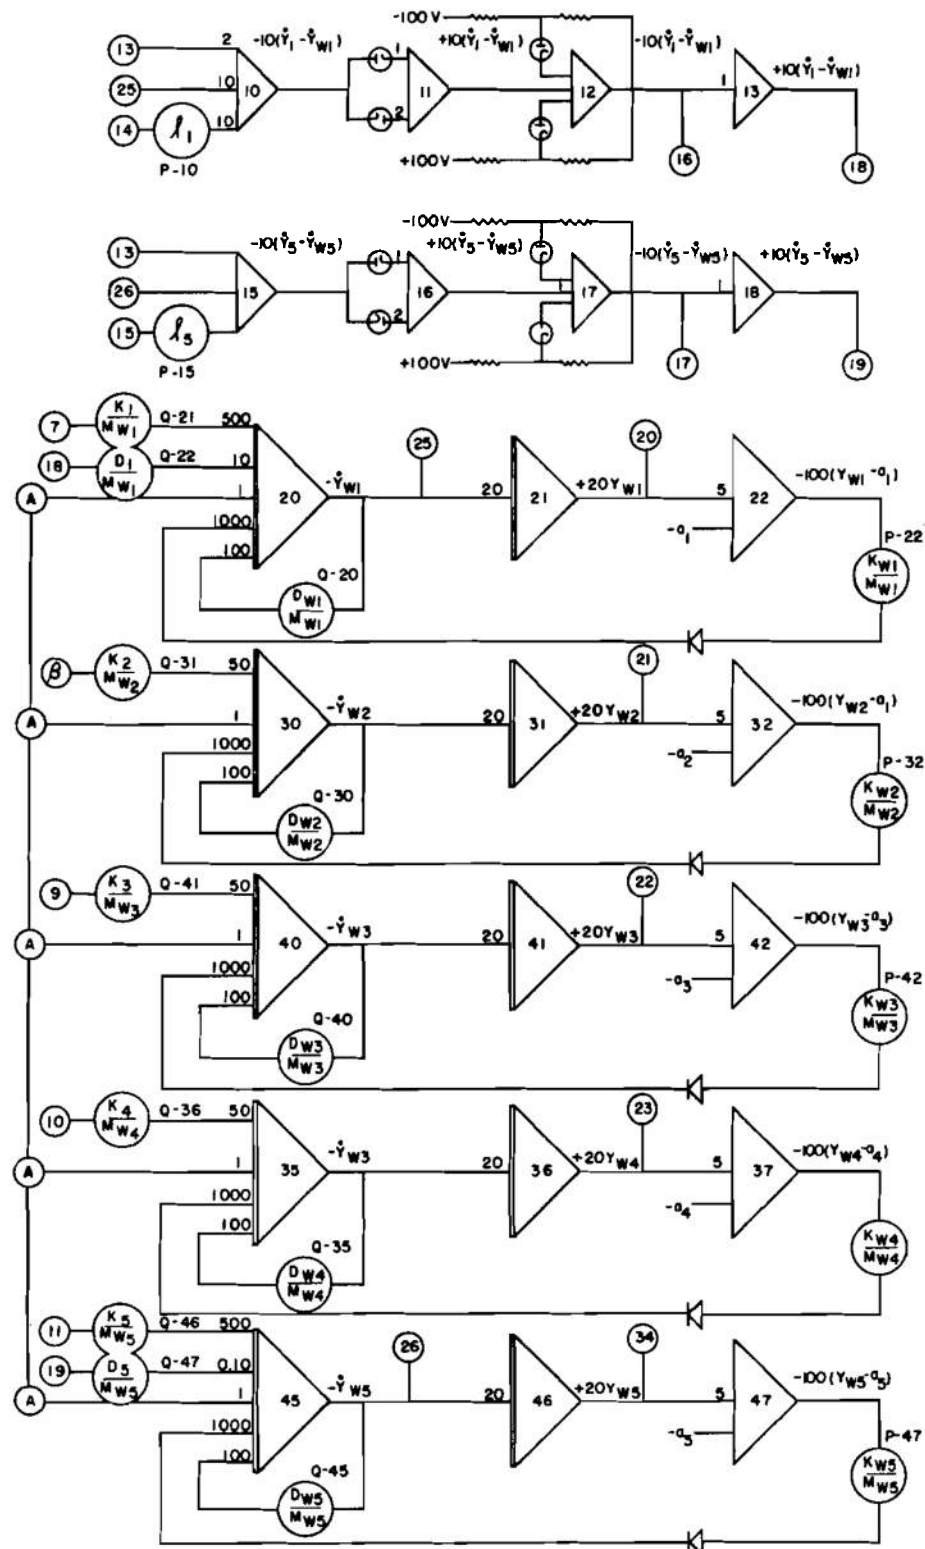 -100V
13 2 -10(Ẏ1-ẎW1) 1 +10(Ẏ1-ẎW1) -10(Ẏ1-ẎW1) +10(Ẏ1-ẎW1)
25 10 10 11 12 1 13
14 ℓ1 10 2
P-10 +100V 16 18
-100V
13 -10(Ẏ5-ẎW5) 1 +10(Ẏ5-ẎW5) -10(Ẏ5-ẎW5) +10(Ẏ5-ẎW5)
26 15 16 1 17 1 18
15 ℓ5 2
P-15 +100V 17 19
7 K1/MW1 Q-21 500 25 20
18 D1/MW1 Q-22 10 -ẎW1 +20YW1 -100(YW1-a1)
A 1 20 20 21 5 22
1000 -a1 P-22
100 Q-20 KW1/MW1
DW1/MW1
β K2/MW2 Q-31 50 21
-ẎW2 +20YW2 -100(YW2-a1)
A 1 30 20 31 5 32
1000 -a2 P-32
100 Q-30 KW2/MW2
DW2/MW2
9 K3/MW3 Q-41 50 22
-ẎW3 +20YW3 -100(YW3-a3)
A 1 40 20 41 5 42
1000 -a3 P-42
100 Q-40 KW3/MW3
DW3/MW3
10 K4/MW4 Q-36 50 23
-ẎW3 +20YW4 -100(YW4-a4)
A 1 35 20 36 5 37
1000 -a4
100 Q-35 KW4/MW4
DW4/MW4
11 K5/MW5 Q-46 500 26 34
19 D5/MW5 Q-47 0.10 -ẎW5 +20YW5 -100(YW5-a5)
A 1 45 20 46 5 47
1000 -a5 P-47
100 Q-45 KW5/MW5
DW5/MW5